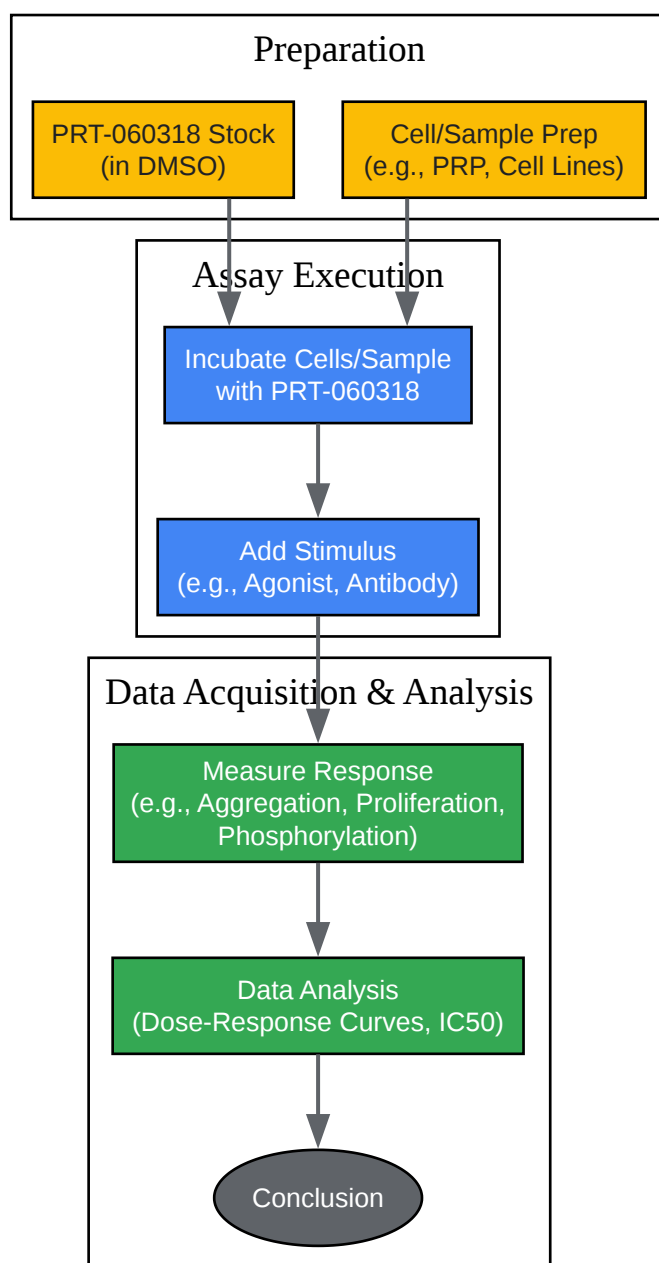 Preparation
PRT-060318 Stock
(in DMSO)
Cell/Sample Prep
(e.g., PRP, Cell Lines)
Assay Execution
Incubate Cells/Sample
with PRT-060318
Add Stimulus
(e.g., Agonist, Antibody)
Data Acquisition & Analysis
Measure Response
(e.g., Aggregation, Proliferation,
Phosphorylation)
Data Analysis
(Dose-Response Curves, IC50)
Conclusion